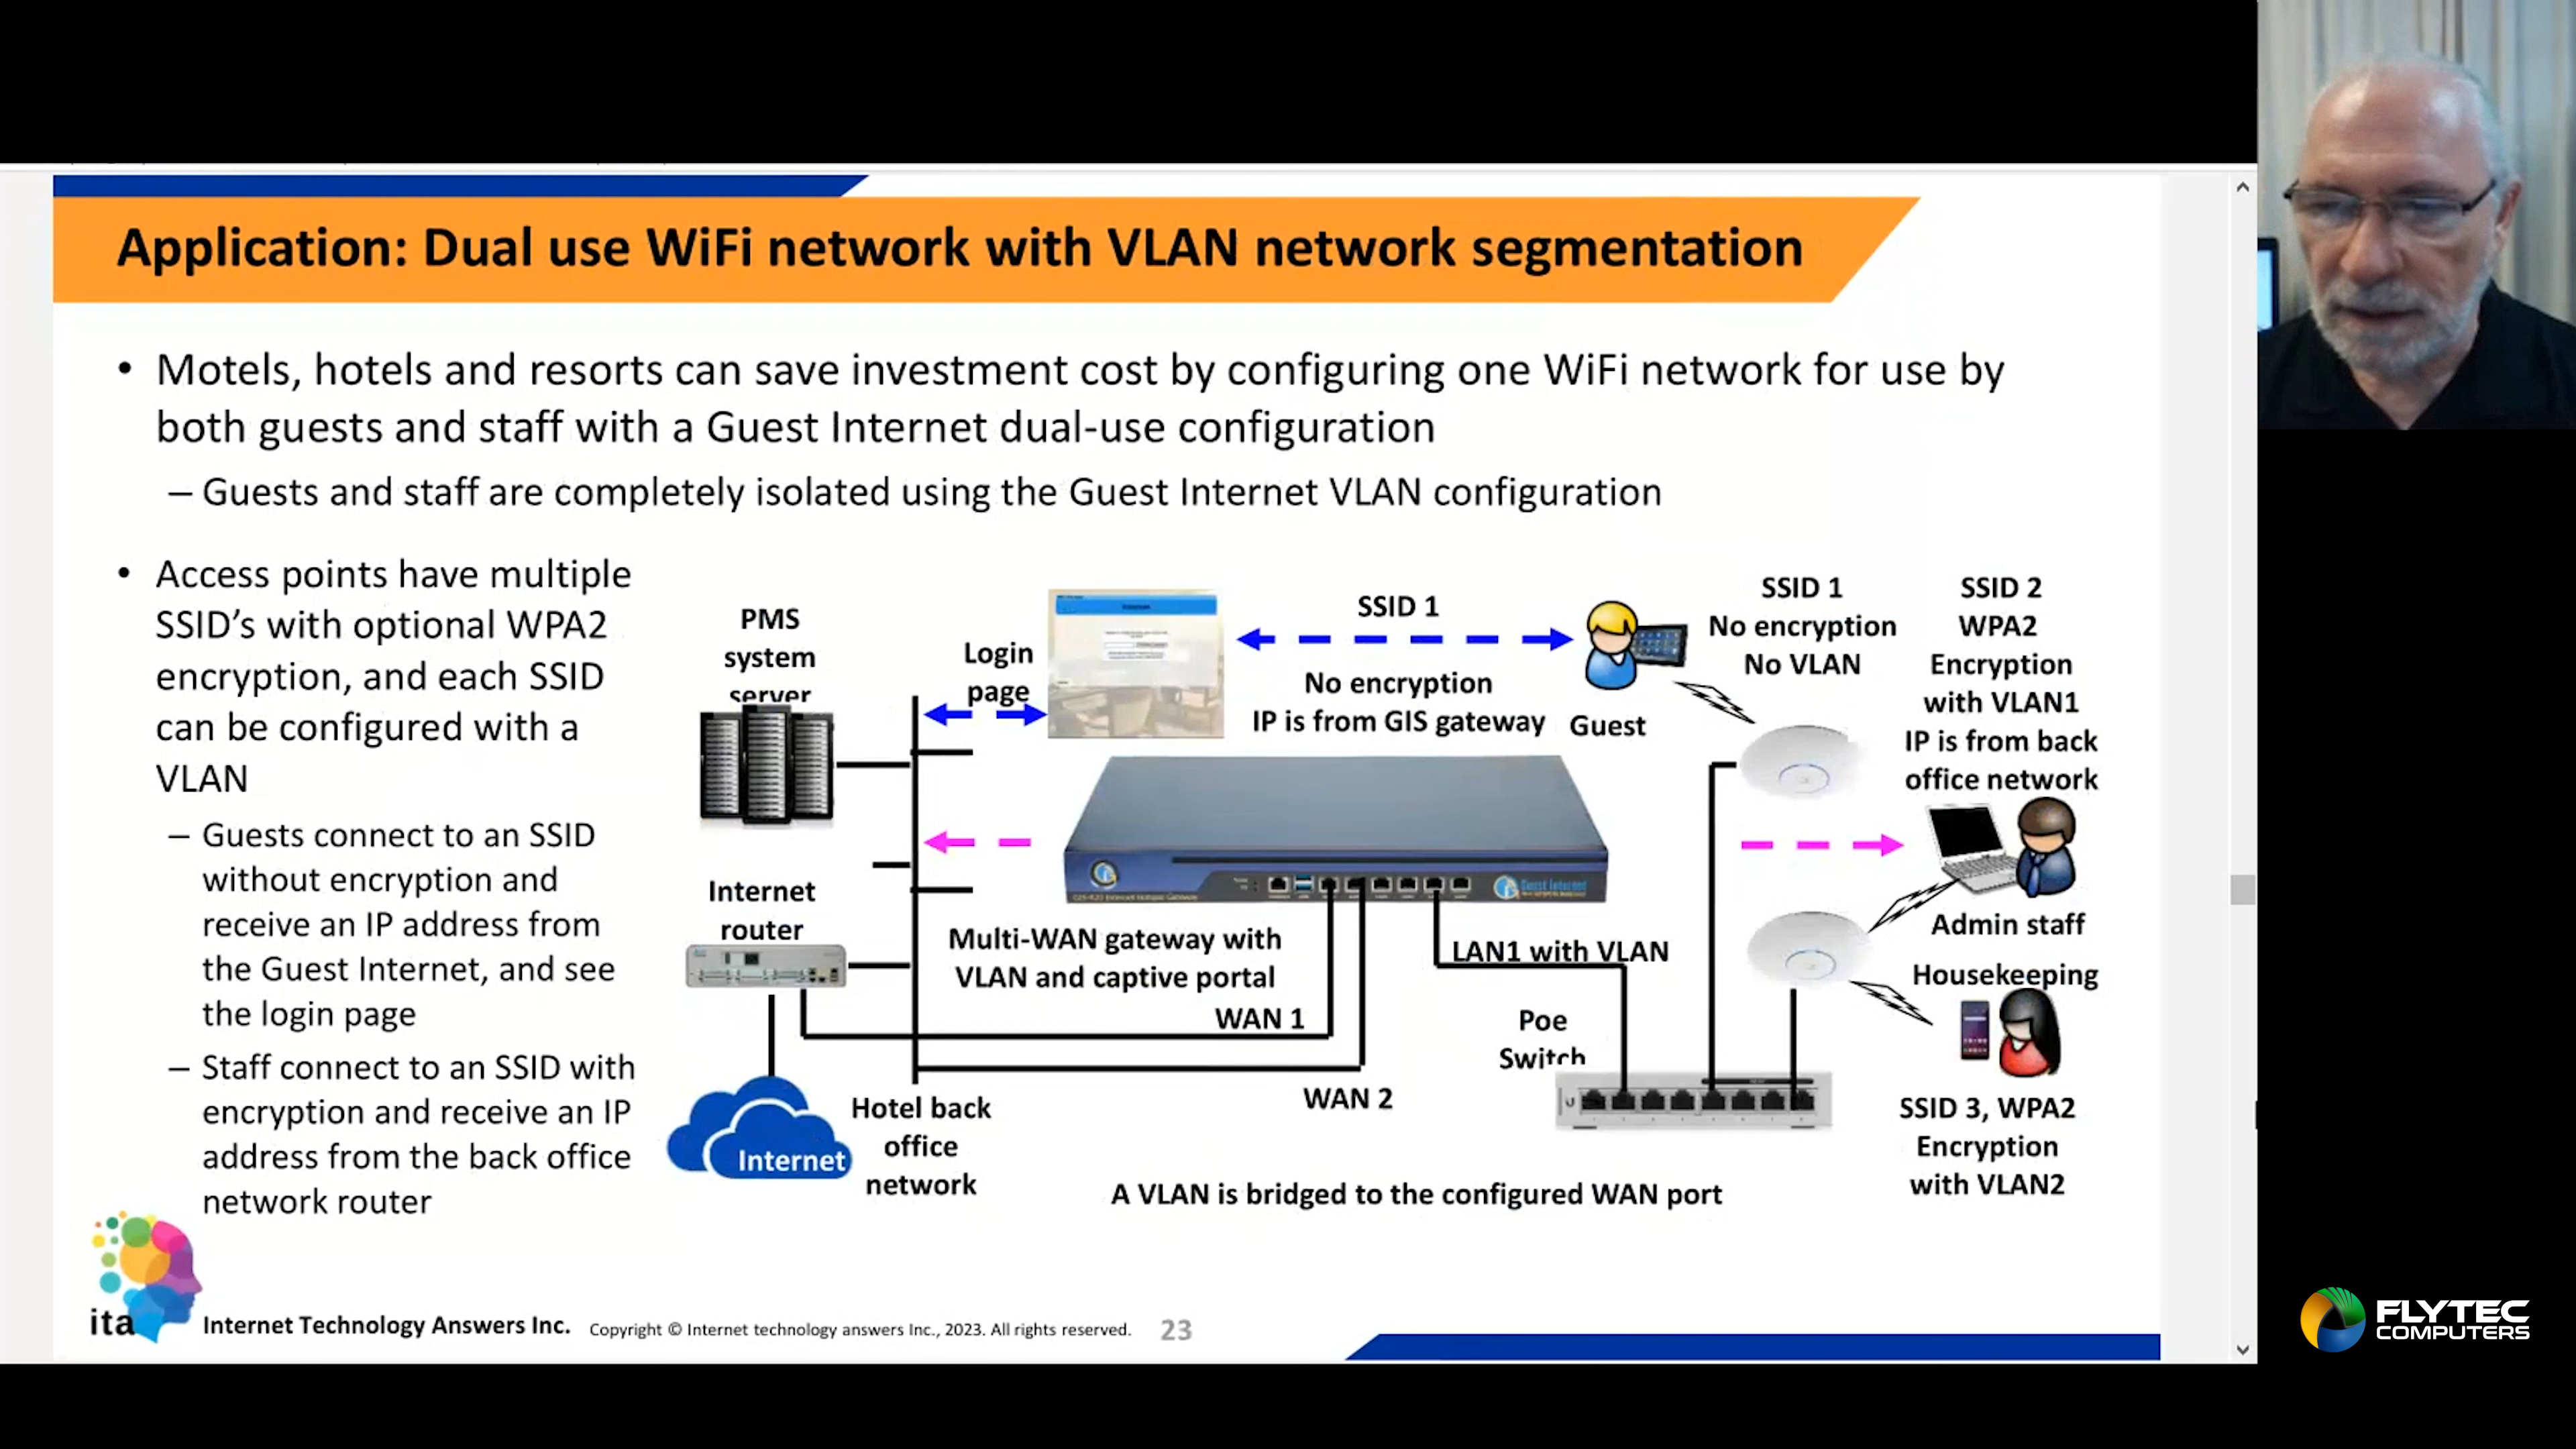 Application: Dual use WiFi network with VLAN network segmentation
• Motels, hotels and resorts can save investment cost by configuring one WiFi network for use by
both guests and staff with a Guest Internet dual-use configuration
– Guests and staff are completely isolated using the Guest Internet VLAN configuration
• Access points have multiple
SSID’s with optional WPA2
encryption, and each SSID
can be configured with a
VLAN
– Guests connect to an SSID
without encryption and
receive an IP address from
the Guest Internet, and see
the login page
– Staff connect to an SSID with
encryption and receive an IP
address from the back office
network router
PMS
system
server
Login
page
SSID 1
No encryption
IP is from GIS gateway
Guest
SSID 1
No encryption
No VLAN
SSID 2
WPA2
Encryption
with VLAN1
IP is from back
office network
Internet
router
Guest Internet
Multi-WAN gateway with
VLAN and captive portal
LAN1 with VLAN
Admin staff
Housekeeping
WAN 1
Poe
Switch
WAN 2
Internet
Hotel back
office
network
SSID 3, WPA2
Encryption
with VLAN2
A VLAN is bridged to the configured WAN port
ita
Internet Technology Answers Inc.
Copyright © Internet technology answers Inc., 2023. All rights reserved.
23
FLYTEC
COMPUTERS